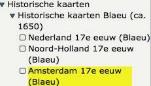 Historische kaarten
Historische kaarten Blaeu (ca.
1650)
Nederland 17e eeuw (Blaeu)
Noord-Holland 17e eeuw
(Blaeu)
Amsterdam 17e eeuw
(Blaeu)